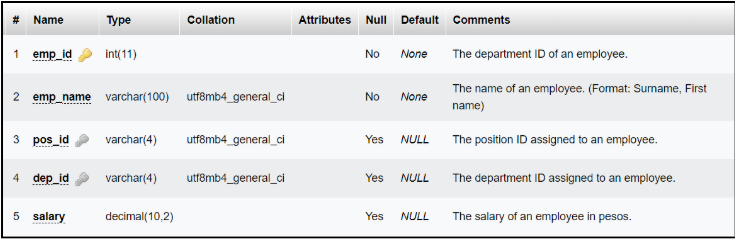 # Name Type Collation Attributes Null Default Comments
1 emp_id int(11) No None The department ID of an employee.
2 emp_name varchar(100) utf8mb4_general_ci No None The name of an employee. (Format: Surname, First
name)
3 pos_id varchar(4) utf8mb4_general_ci Yes NULL The position ID assigned to an employee.
4 dep_id varchar(4) utf8mb4_general_ci Yes NULL The department ID assigned to an employee.
5 salary decimal(10,2) Yes NULL The salary of an employee in pesos.